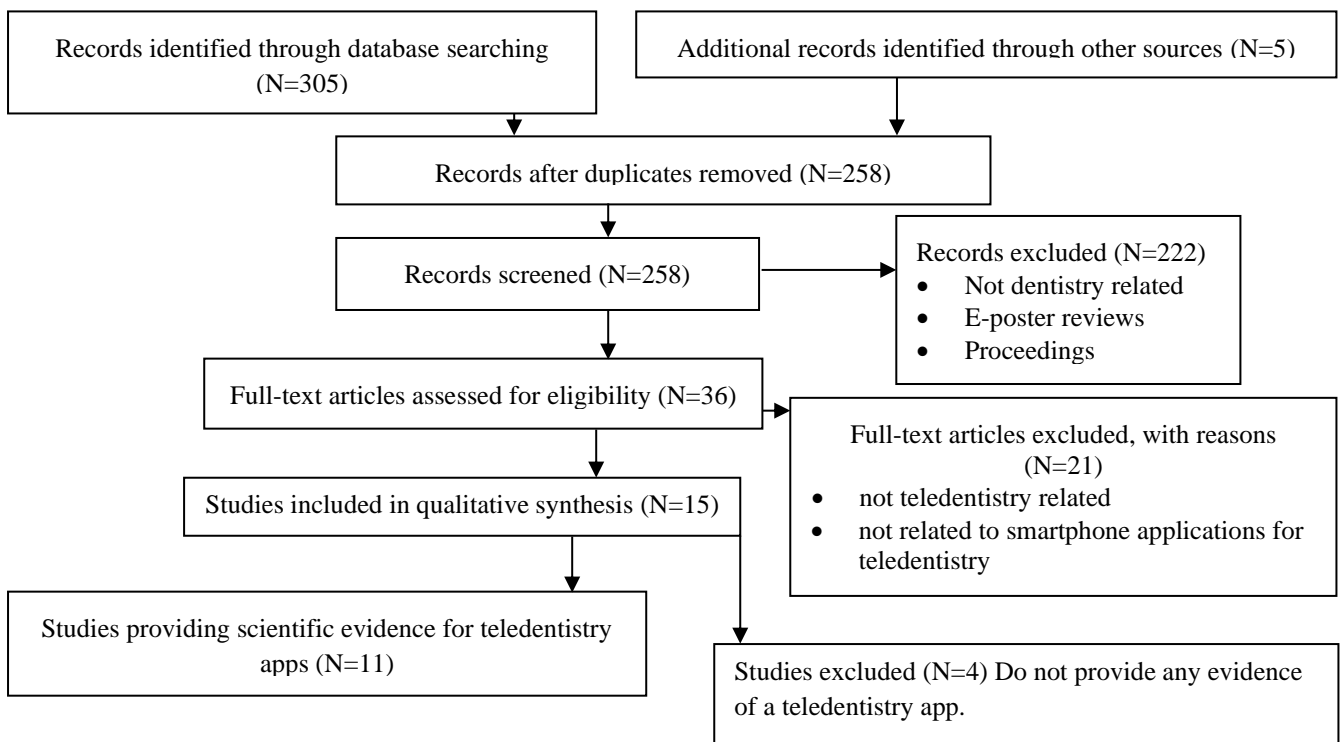 Records identified through database searching
(N=305)
Additional records identified through other sources (N=5)
Records after duplicates removed (N=258)
Records screened (N=258)
Records excluded (N=222)
• Not dentistry related
• E-poster reviews
• Proceedings
Full-text articles assessed for eligibility (N=36)
Full-text articles excluded, with reasons
(N=21)
• not teledentistry related
• not related to smartphone applications for
teledentistry
Studies included in qualitative synthesis (N=15)
Studies providing scientific evidence for teledentistry
apps (N=11)
Studies excluded (N=4) Do not provide any evidence
of a teledentistry app.